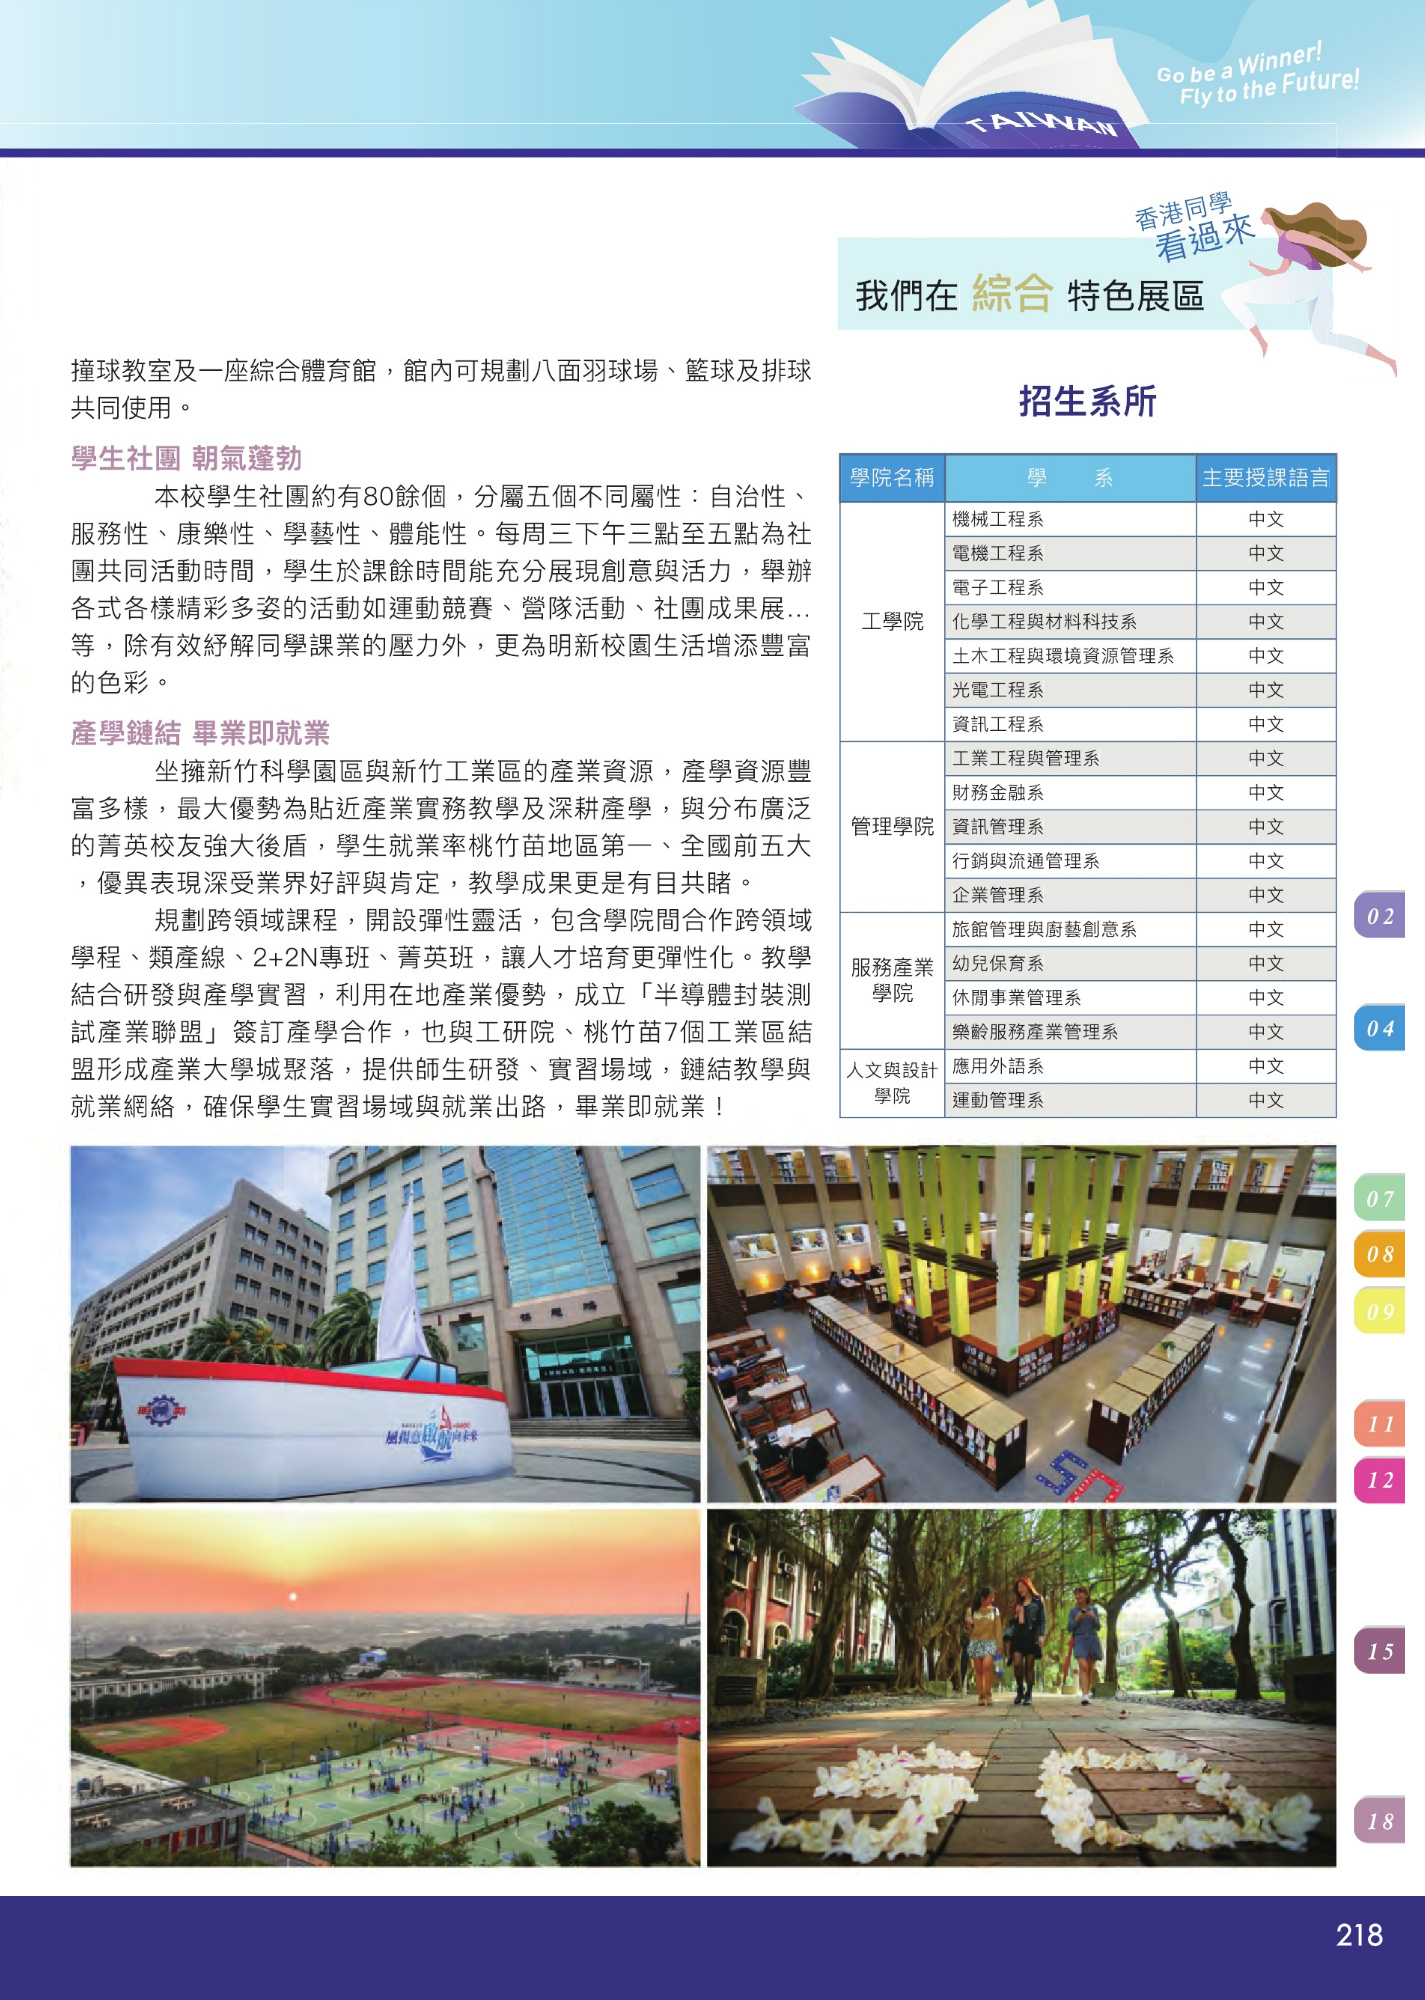 Go be a Winner!
Fly to the Future!
TAIWAN
香港同學
看過來
我們在 綜合 特色展區
撞球教室及一座綜合體育館，館內可規劃八面羽球場、籃球及排球
共同使用。
學生社團 朝氣蓬勃
本校學生社團約有80餘個，分屬五個不同屬性：自治性、
服務性、康樂性、學藝性、體能性。每周三下午三點至五點為社
團共同活動時間，學生於課餘時間能充分展現創意與活力，舉辦
各式各樣精彩多姿的活動如運動競賽、營隊活動、社團成果展...
等，除有效紓解同學課業的壓力外，更為明新校園生活增添豐富
的色彩。
產學鏈結 畢業即就業
坐擁新竹科學園區與新竹工業區的產業資源，產學資源豐
富多樣，最大優勢為貼近產業實務教學及深耕產學，與分布廣泛
的菁英校友強大後盾，學生就業率桃竹苗地區第一、全國前五大
，優異表現深受業界好評與肯定，教學成果更是有目共睹。
規劃跨領域課程，開設彈性靈活，包含學院間合作跨領域
學程、類產線、2+2N專班、菁英班，讓人才培育更彈性化。教學
結合研發與產學實習，利用在地產業優勢，成立「半導體封裝測
試產業聯盟」簽訂產學合作，也與工研院、桃竹苗7個工業區結
盟形成產業大學城聚落，提供師生研發、實習場域，鏈結教學與
就業網絡，確保學生實習場域與就業出路，畢業即就業！
招生系所
學院名稱 學 系 主要授課語言
工學院
機械工程系 中文
電機工程系 中文
電子工程系 中文
化學工程與材料科技系 中文
土木工程與環境資源管理系 中文
光電工程系 中文
資訊工程系 中文
管理學院
工業工程與管理系 中文
財務金融系 中文
資訊管理系 中文
行銷與流通管理系 中文
企業管理系 中文
服務產業
學院
旅館管理與廚藝創意系 中文
幼兒保育系 中文
休閒事業管理系 中文
樂齡服務產業管理系 中文
人文與設計
學院
應用外語系 中文
運動管理系 中文
明 新
啟航
向未來
50
50
02
04
07
08
09
11
12
15
18
218